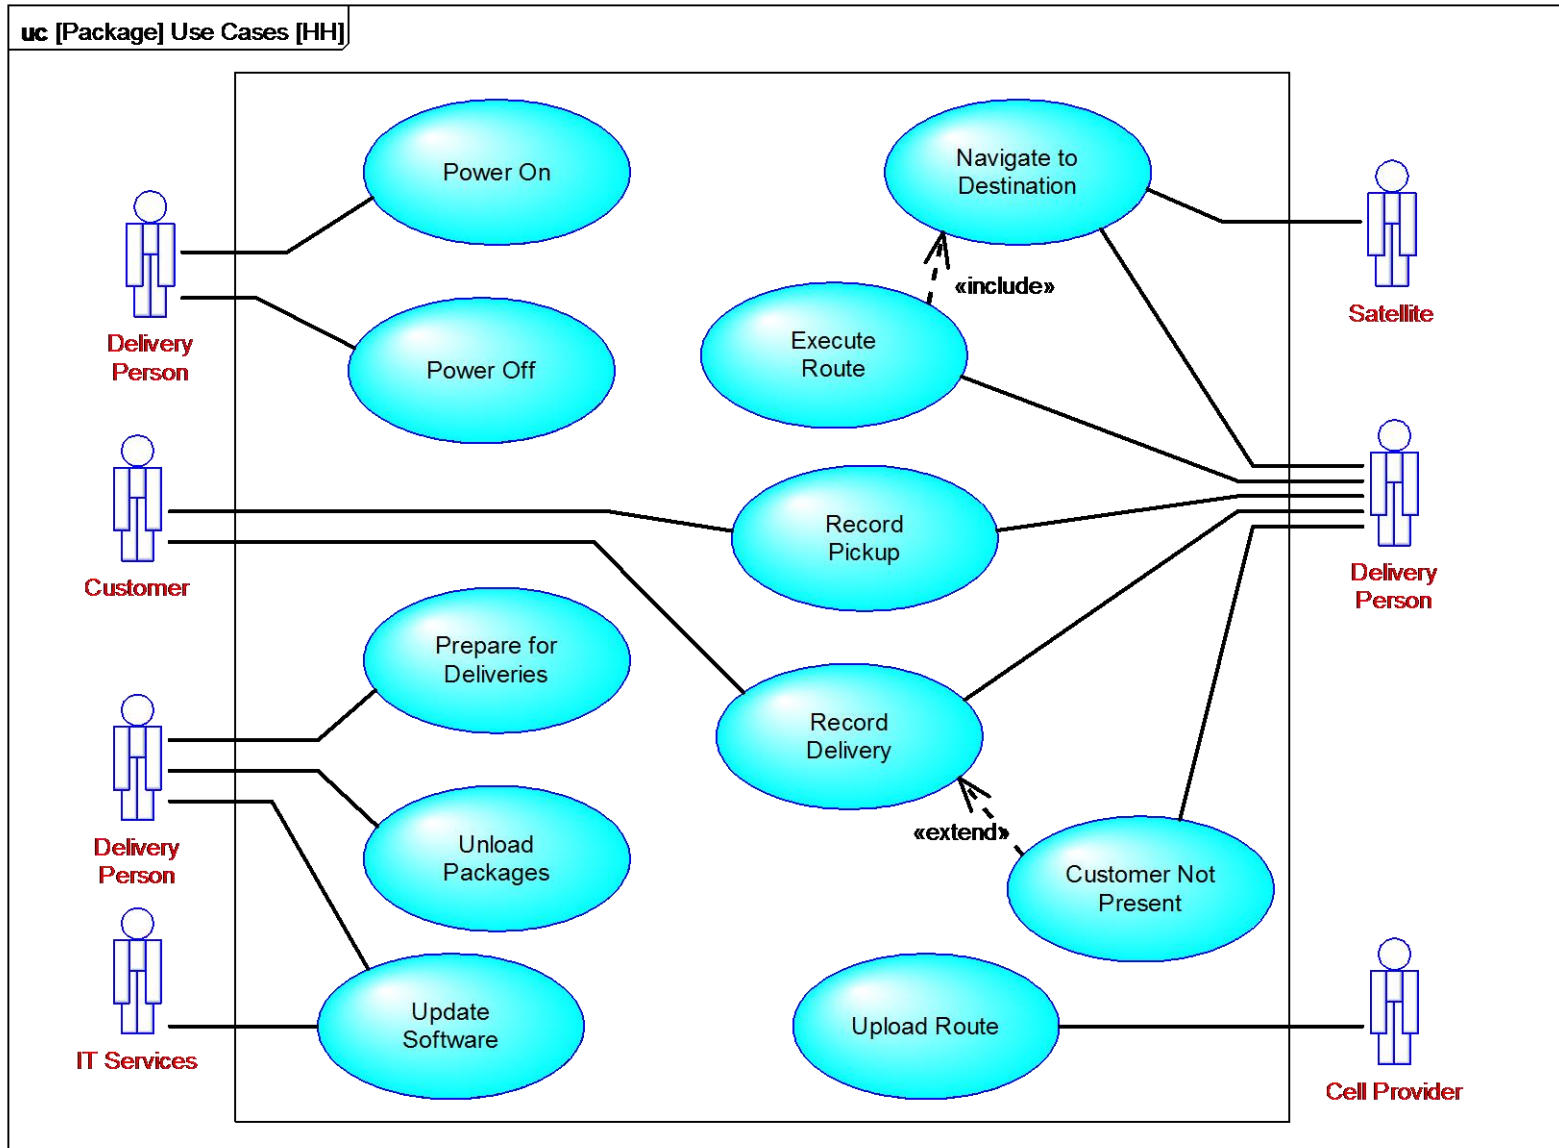 uc [Package] Use Cases [HH]
Power On
Navigate to
Destination
«include»
Satellite
Delivery
Person
Power Off
Execute
Route
Customer
Record
Pickup
Delivery
Person
Prepare for
Deliveries
Record
Delivery
«extend»
Delivery
Person
Unload
Packages
Customer Not
Present
IT Services
Update
Software
Upload Route
Cell Provider